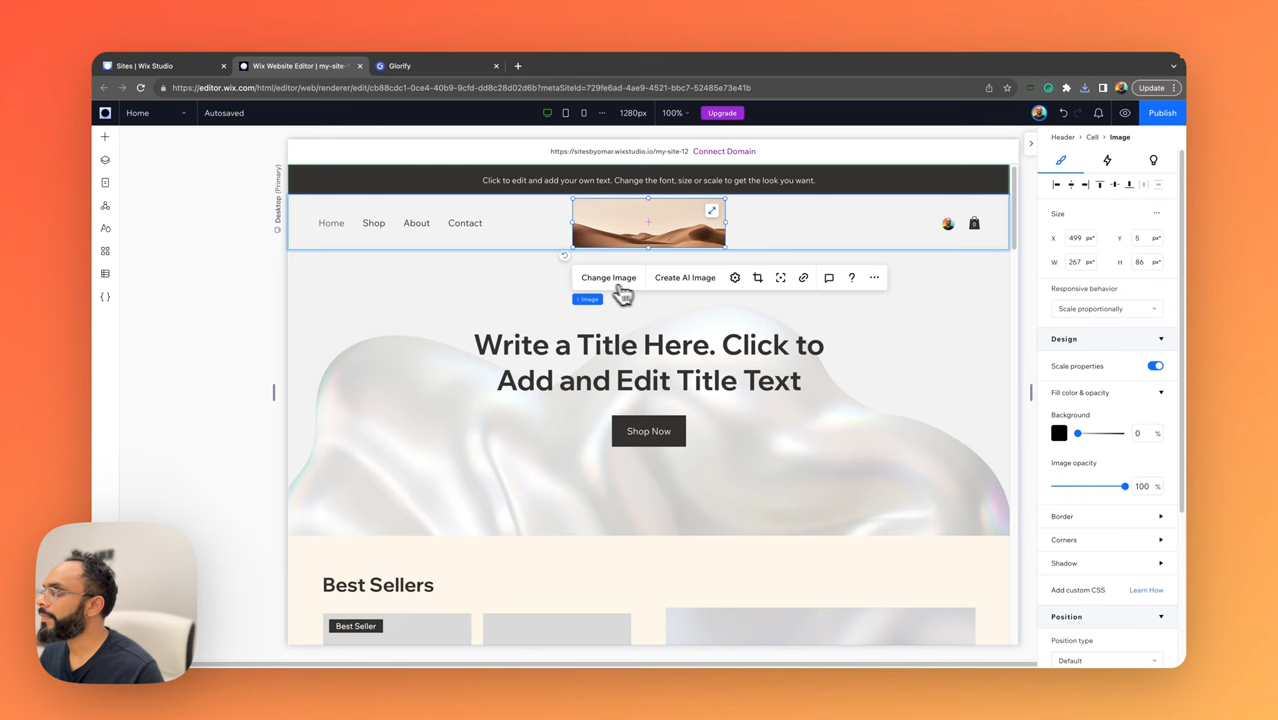 Sites | Wix Studio
Wix Website Editor | my-site-
Glorify
https://editor.wix.com/html/editor/web/renderer/edit/cb88cdc1-0ce4-40b9-9cfd-dd8c28d02d6b?metaSiteId=729fe6ad-4ae9-4521-bbc7-52485e73e41b
Update
Home
Autosaved
1280px
100%
Upgrade
Publish
Desktop (Primary)
https://sitesbyomar.wixstudio.io/my-site-12 Connect Domain
Click to edit and add your own text. Change the font, size or scale to get the look you want.
Home Shop About Contact
0
Change Image
Create AI Image
Image
Write a Title Here. Click to
Add and Edit Title Text
Shop Now
Best Sellers
Best Seller
Header > Cell > Image
Size
X 499 px* Y 5 px*
W 267 px* H 86 px*
Responsive behavior
Scale proportionally
Design
Scale properties
Fill color & opacity
Background
0 %
Image opacity
100 %
Border
Corners
Shadow
Add custom CSS Learn How
Position
Position type
Default